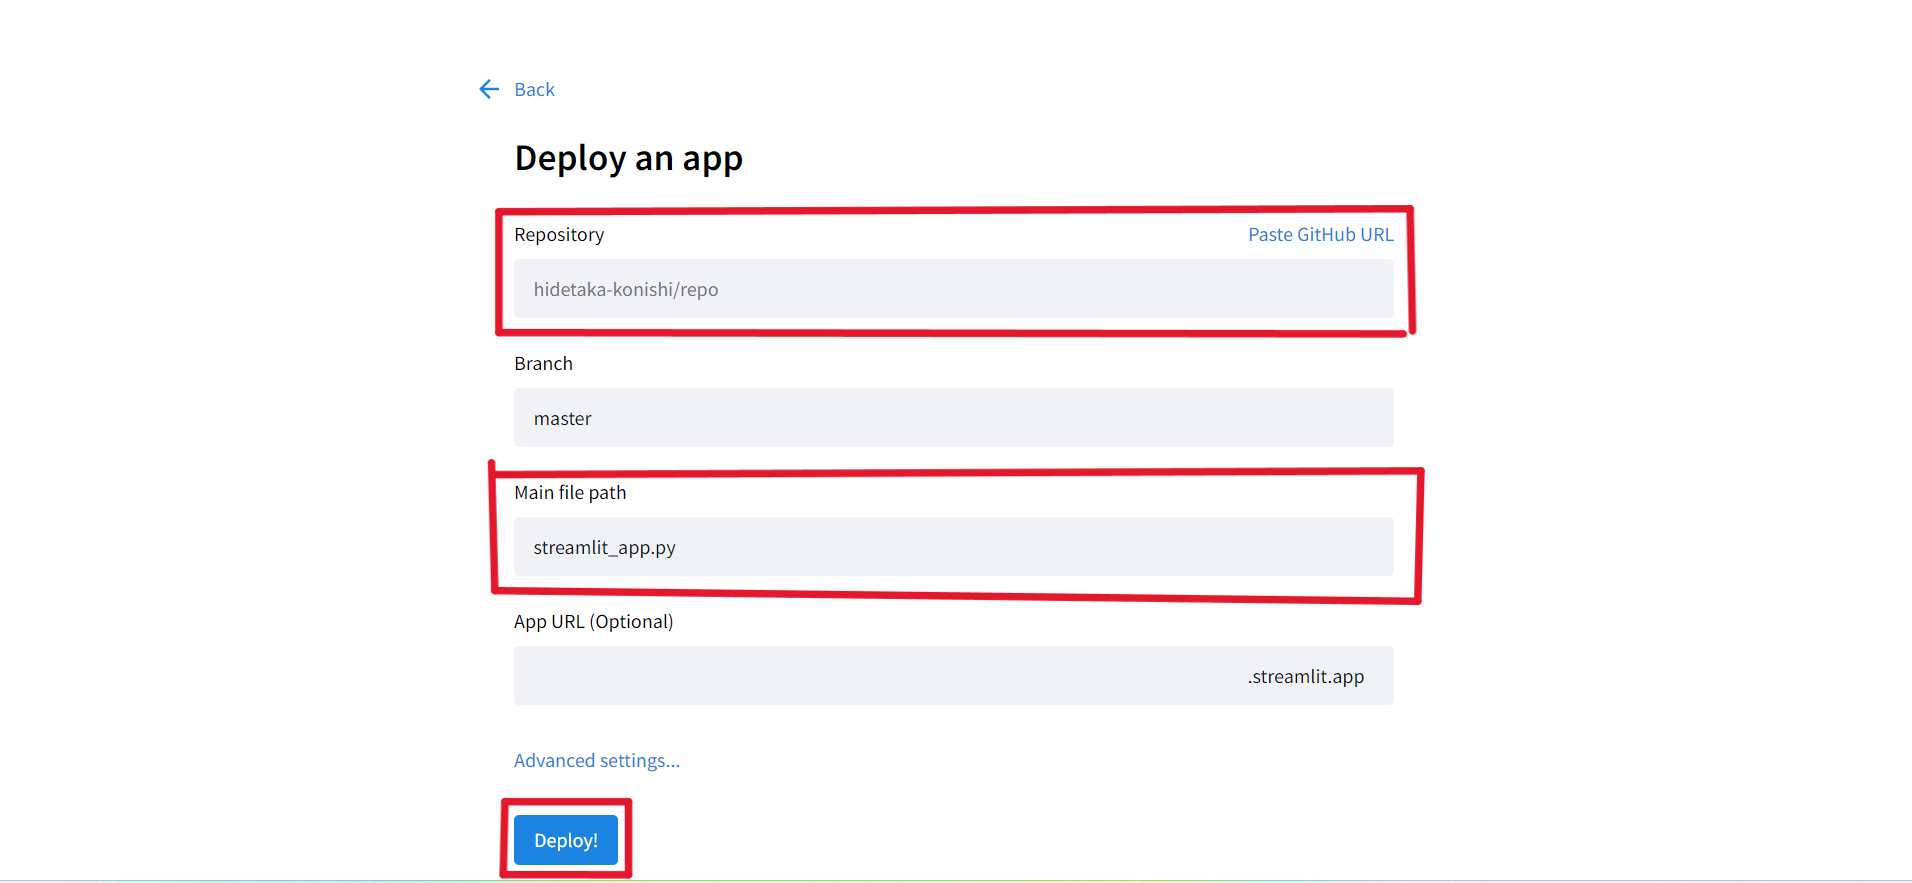 Back
Deploy an app
Repository
Paste GitHub URL
hidetaka-konishi/repo
Branch
master
Main file path
streamlit_app.py
App URL (Optional)
.streamlit.app
Advanced settings...
Deploy!